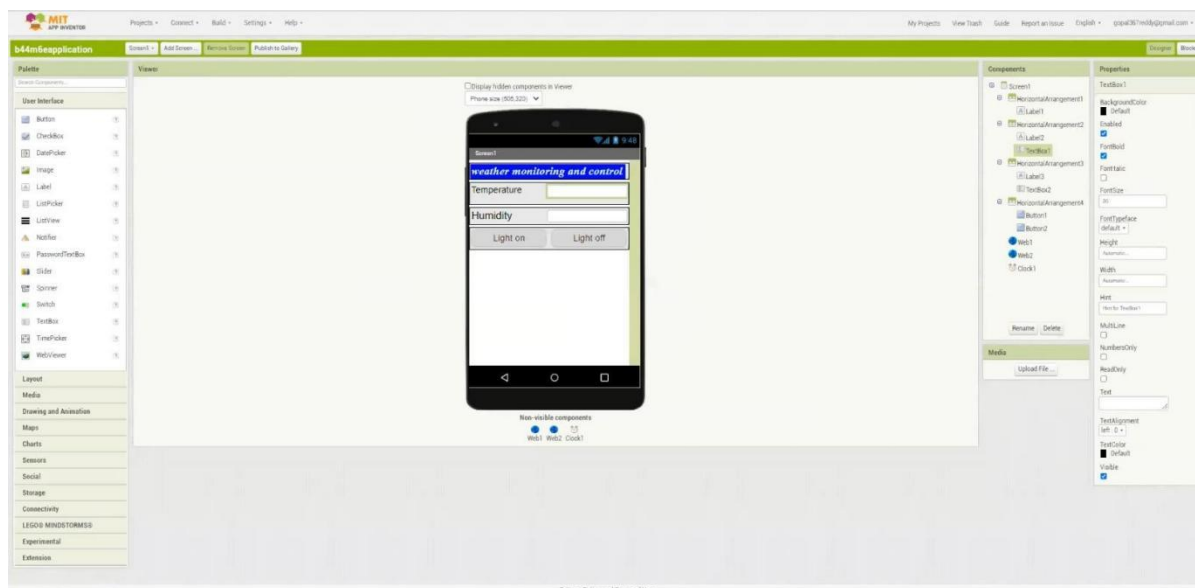 MIT
APP INVENTOR
Projects Connect Build Settings Help
My Projects View Trash Guide Report an Issue English
b44m6eapplication
Screen1 Add Screen ... Remove Screen Publish to Gallery
Designer
Palette
Search Components...
User Interface
Button
CheckBox
DatePicker
Image
Label
ListPicker
ListView
Notifier
PasswordTextBox
Slider
Spinner
Switch
TextBox
TimePicker
WebViewer
Layout
Media
Drawing and Animation
Maps
Charts
Sensors
Social
Storage
Connectivity
LEGO® MINDSTORMS®
Experimental
Extension
Viewer
Display hidden components in Viewer
Phone size (505,320)
9:48
Screen1
weather monitoring and control
Temperature
Humidity
Light on Light off
Non-visible components
Web1 Web2 Clock1
Components
Screen1
HorizontalArrangement1
Label1
HorizontalArrangement2
Label2
TextBox1
HorizontalArrangement3
Label3
TextBox2
HorizontalArrangement4
Button1
Button2
Web1
Web2
Clock1
Rename Delete
Media
Upload File ...
Properties
TextBox1
BackgroundColor
Default
Enabled
FontBold
FontItalic
FontSize
FontTypeface
default
Height
Automatic...
Width
Automatic...
Hint
Hint for TextBox1
MultiLine
NumbersOnly
ReadOnly
Text
TextAlignment
left : 0
TextColor
Default
Visible